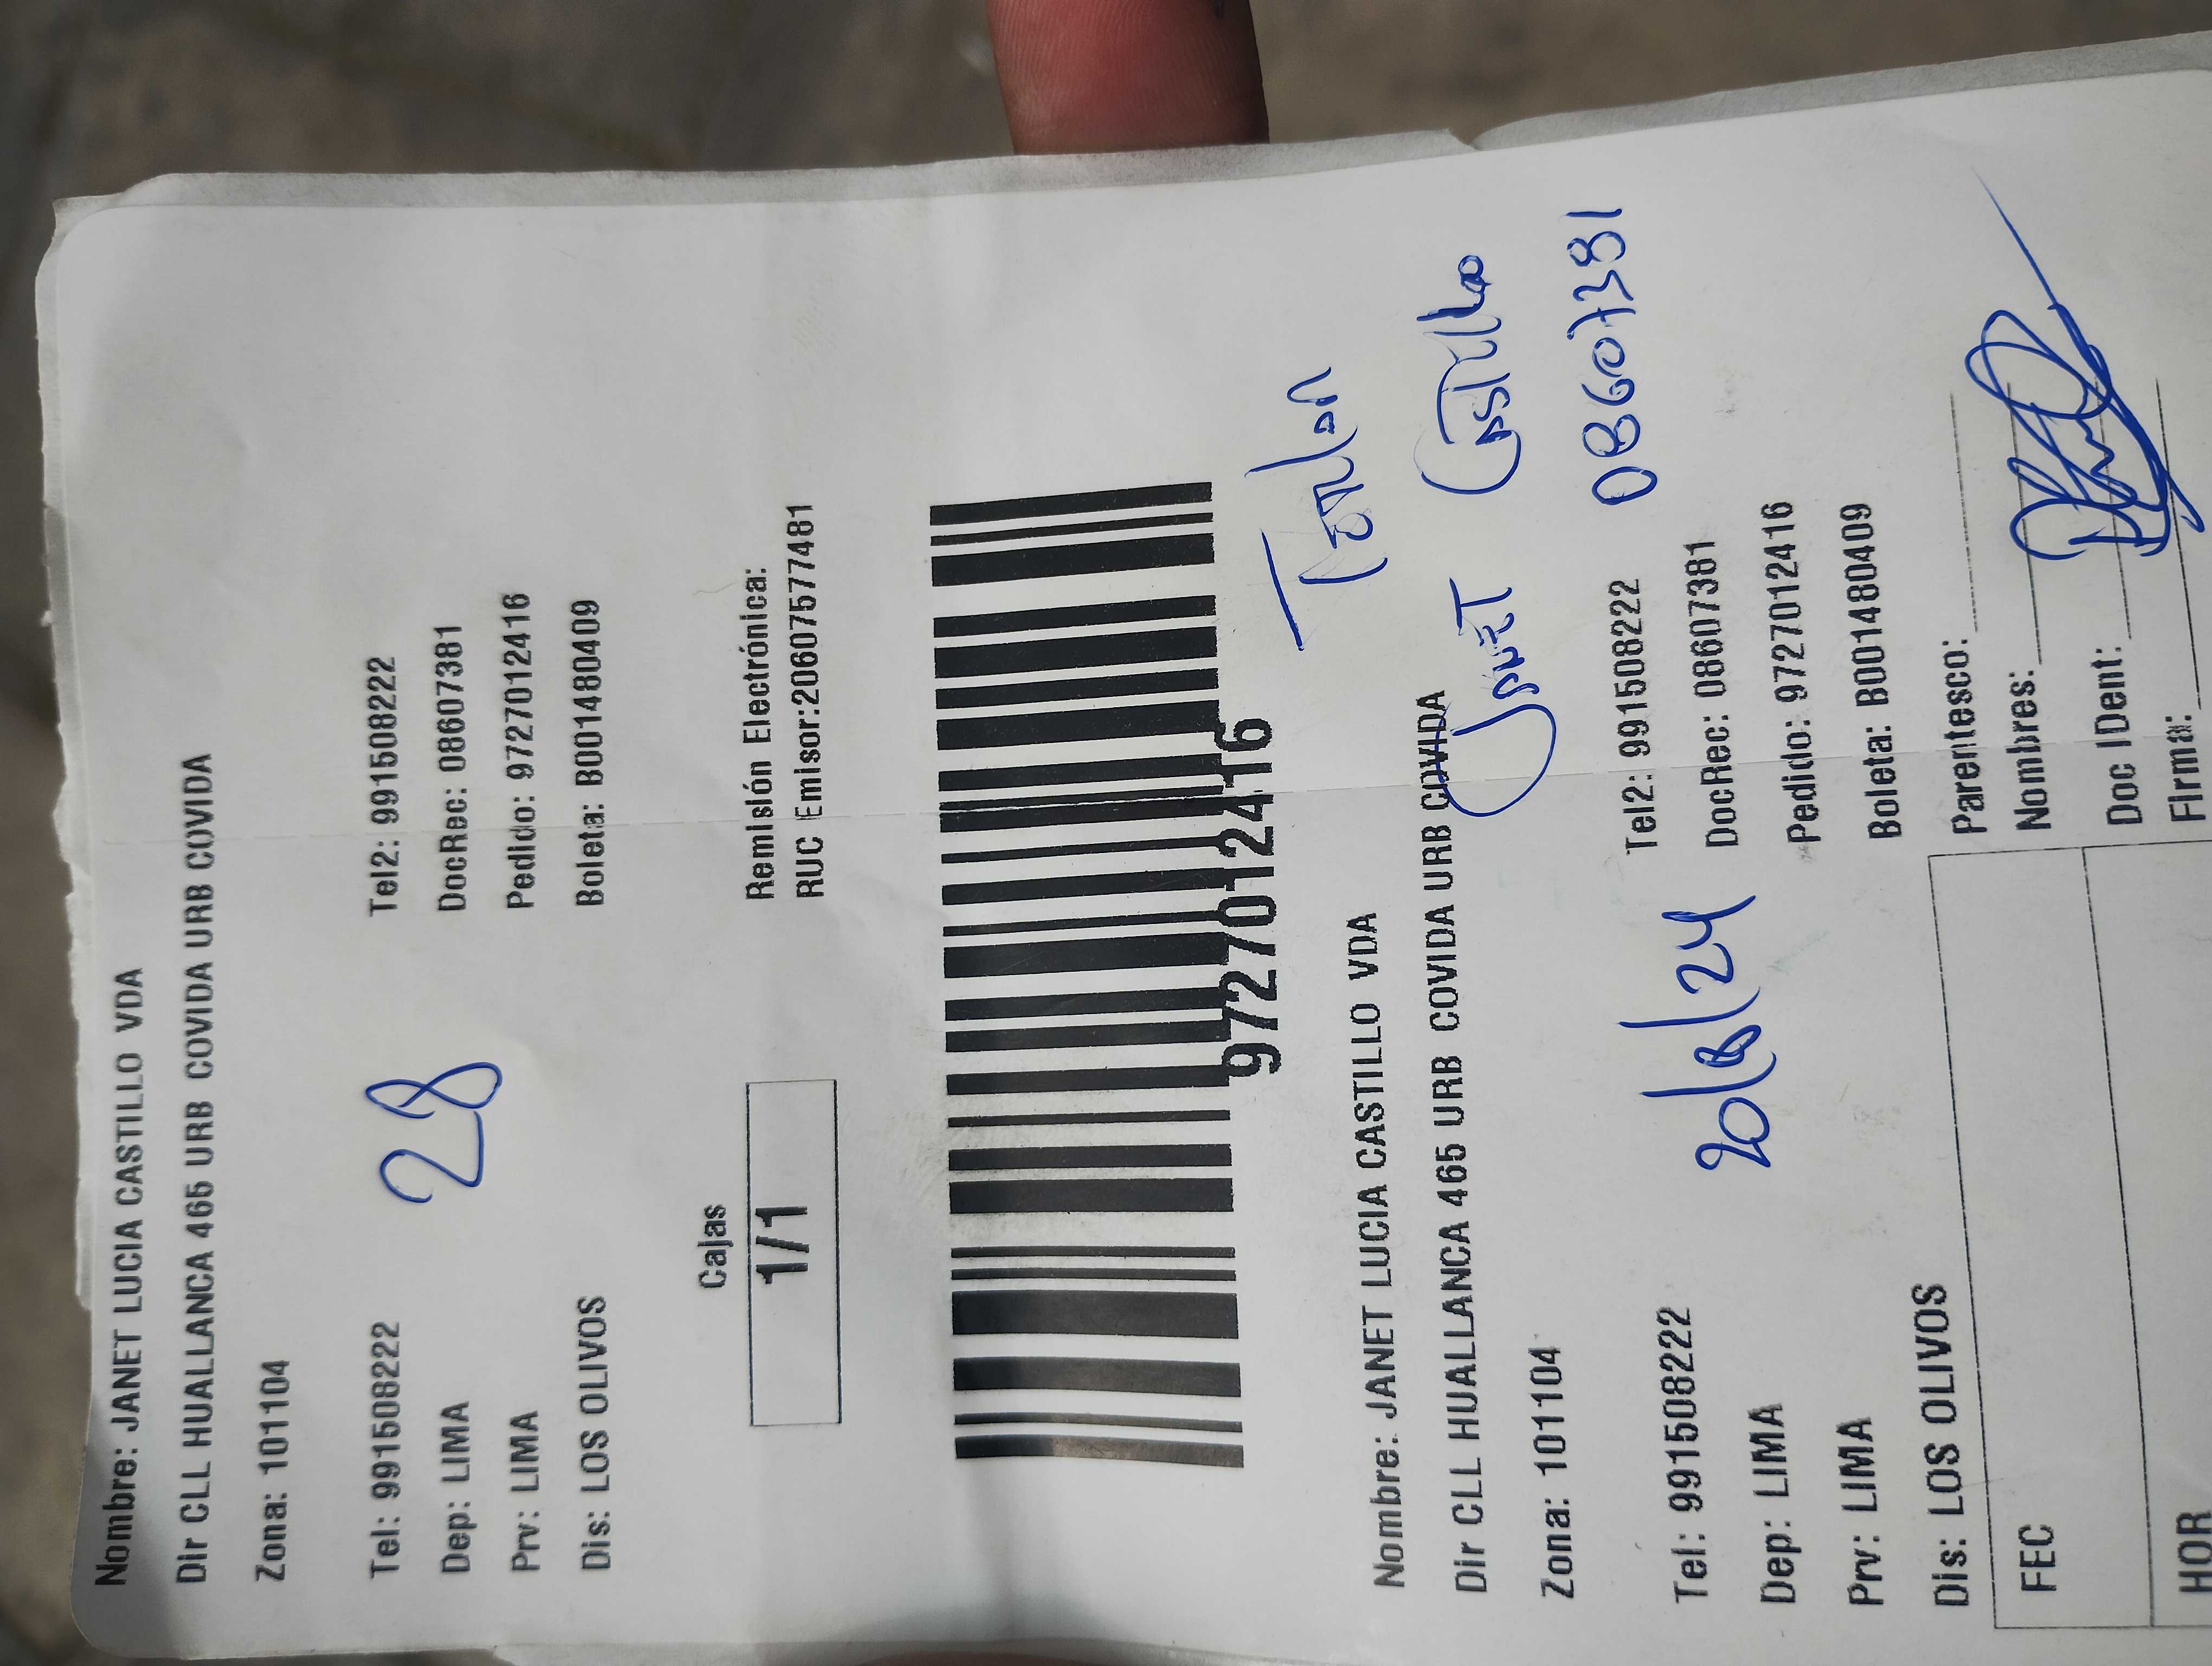 Nombre: JANET LUCIA CASTILLO VDA
Dir CLL HUALLANCA 465 URB COVIDA URB COVIDA
Zona: 101104
Tel: 991508222 Tel2: 991508222
Dep: LIMA DocRec: 08607381
Prv: LIMA Pedido: 9727012416
Dis: LOS OLIVOS Boleta: B001480409
28
Cajas
1/1
Remisión Electrónica:
RUC Emisor:20607577481
9727012416
Nombre: JANET LUCIA CASTILLO VDA
Dir CLL HUALLANCA 465 URB COVIDA URB COVIDA
Janet Castillo
08607381
Zona: 101104
Tel: 991508222 Tel2: 991508222
20/8/24
Dep: LIMA DocRec: 08607381
Prv: LIMA Pedido: 9727012416
Dis: LOS OLIVOS Boleta: B001480409
FEC
HOR
Parentesco:
Nombres:
Doc IDent:
Firma: